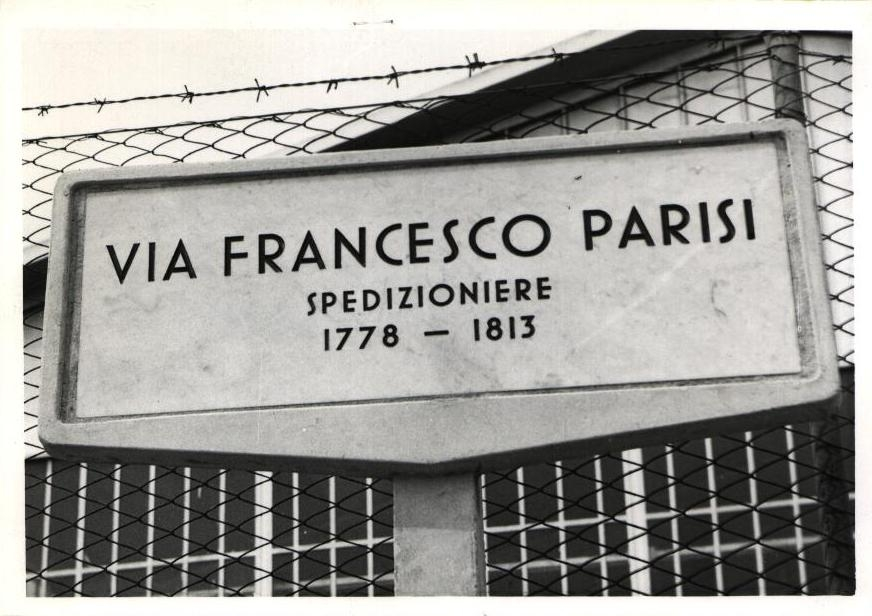 VIA FRANCESCO PARISI
SPEDIZIONIERE
1778 — 1813